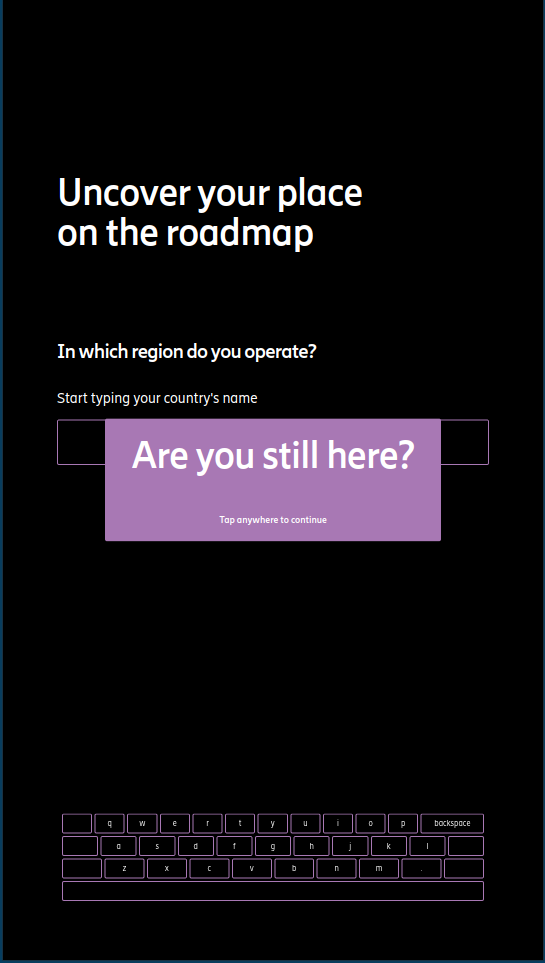 Uncover your place
on the roadmap
In which region do you operate?
Start typing your country's name
Are you still here?
Tap anywhere to continue
q w e r t y u i o p backspace
a s d f g h j k l
z x c v b n m .